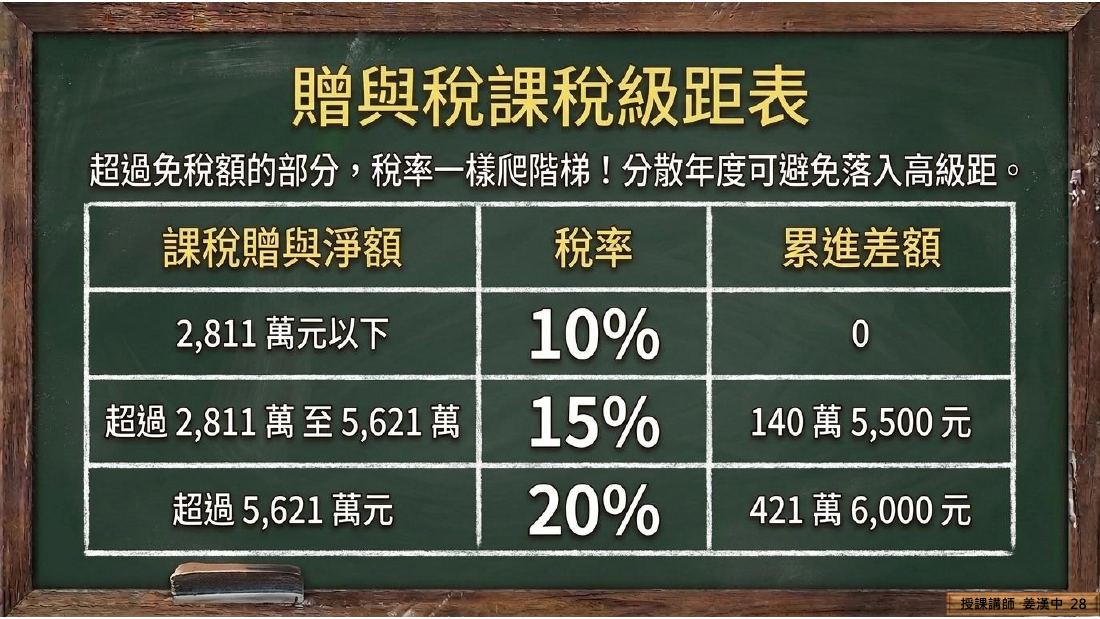 贈與稅課稅級距表
超過免稅額的部分，稅率一樣爬階梯！分散年度可避免落入高級距。
課稅贈與淨額 稅率 累進差額
2,811 萬元以下 10% 0
超過 2,811 萬 至 5,621 萬 15% 140 萬 5,500 元
超過 5,621 萬元 20% 421 萬 6,000 元
授課講師 姜漢中 28